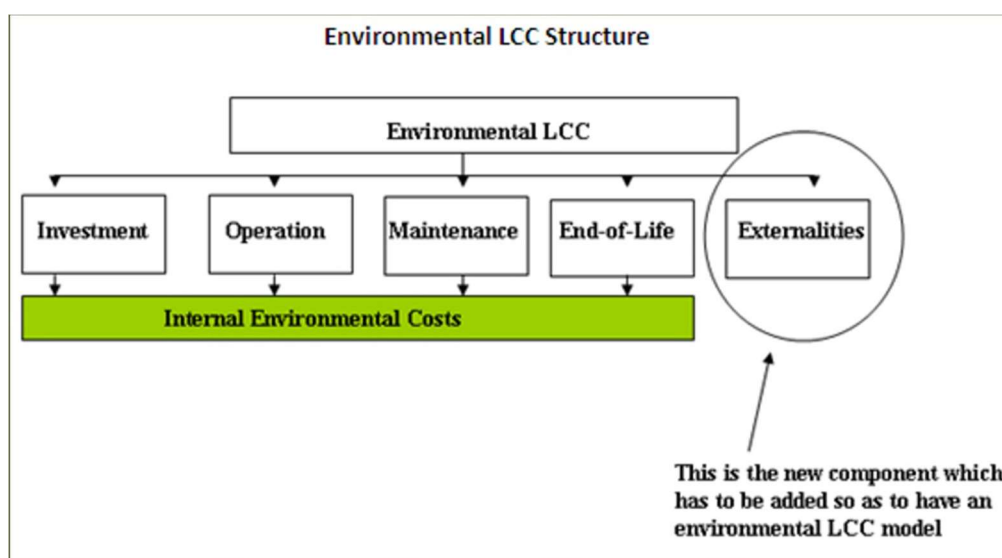 Environmental LCC Structure
Environmental LCC
Investment
Operation
Maintenance
End-of-Life
Externalities
Internal Environmental Costs
This is the new component which
has to be added so as to have an
environmental LCC model